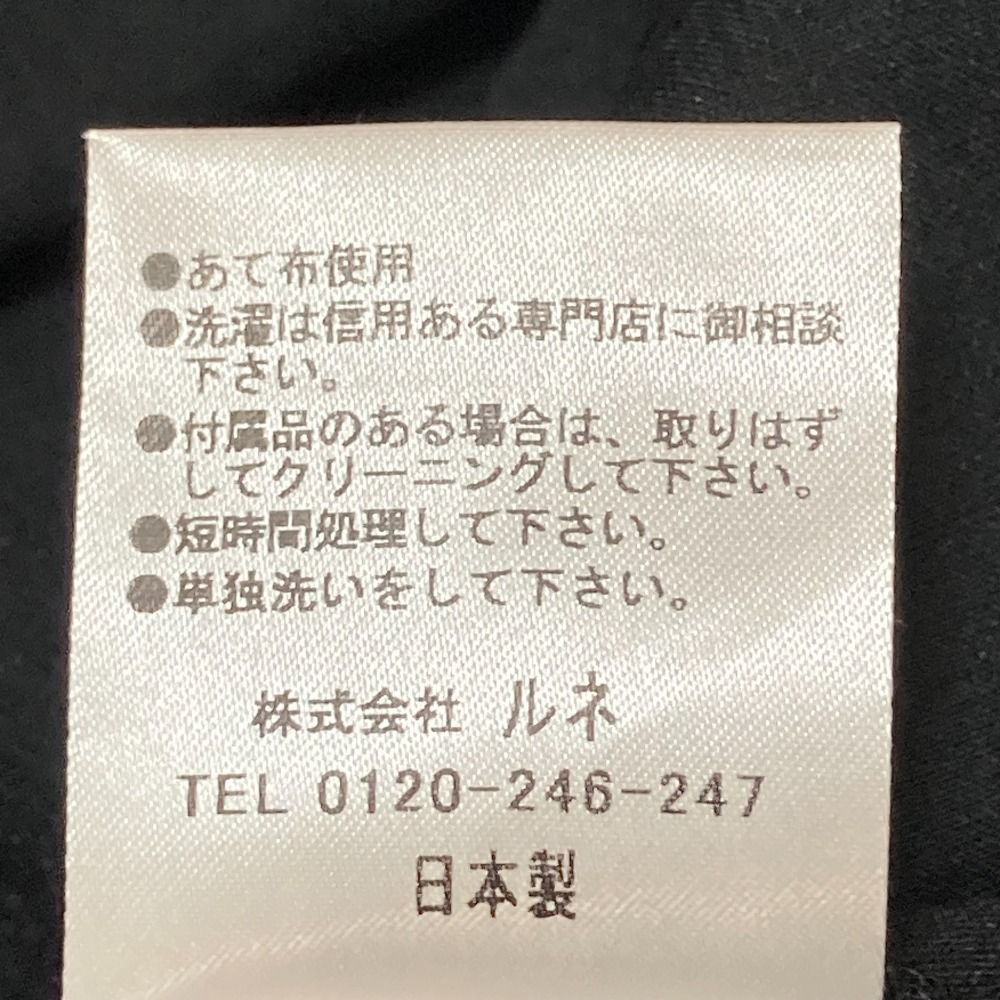 ●あて布使用
●洗濯は信用ある専門店に御相談
下さい。
●付属品のある場合は、取りはず
してクリーニングして下さい。
●短時間処理して下さい。
●単独洗いをして下さい。
株式会社 ルネ
TEL 0120-246-247
日本製